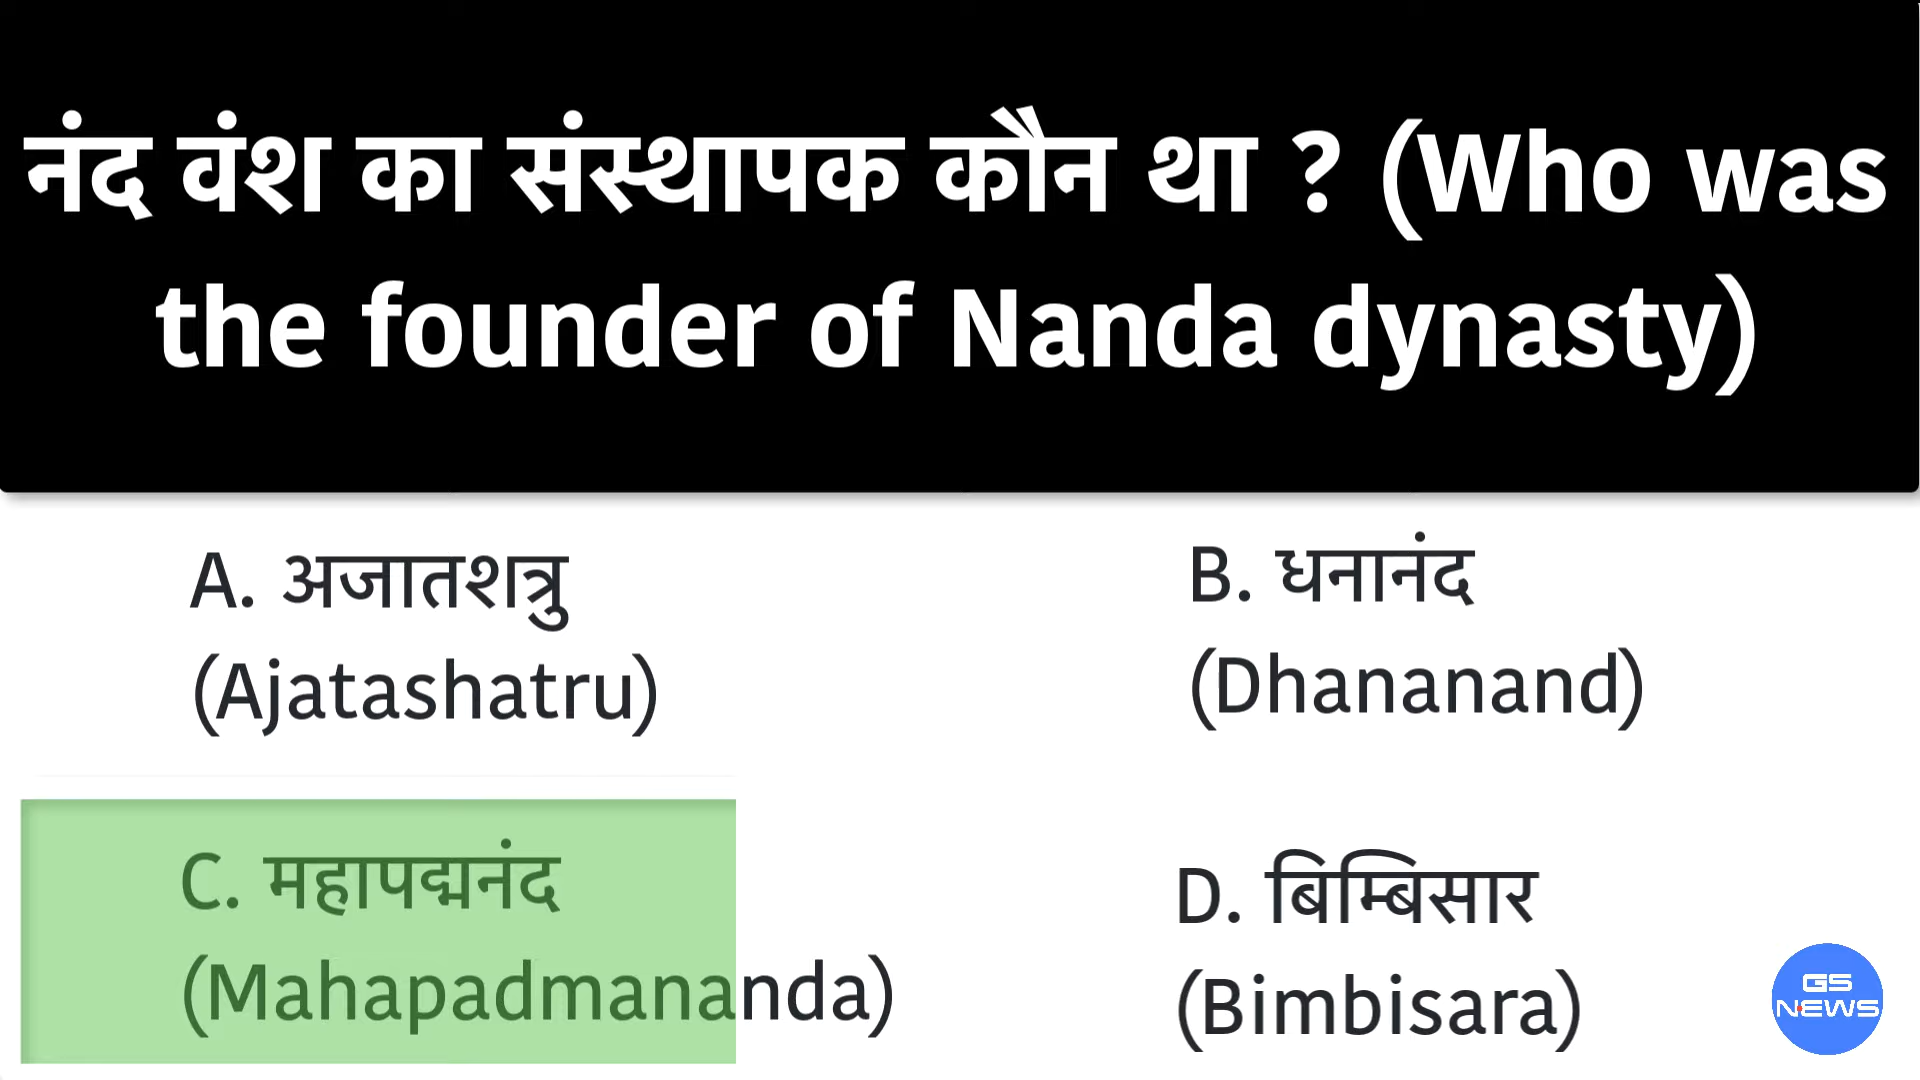 नंद वंश का संस्थापक कौन था ? (Who was
the founder of Nanda dynasty)
A. अजातशत्रु
(Ajatashatru)
B. धनानंद
(Dhananand)
C. महापद्मनंद
(Mahapadmananda)
D. बिम्बिसार
(Bimbisara)
GS
NEWS